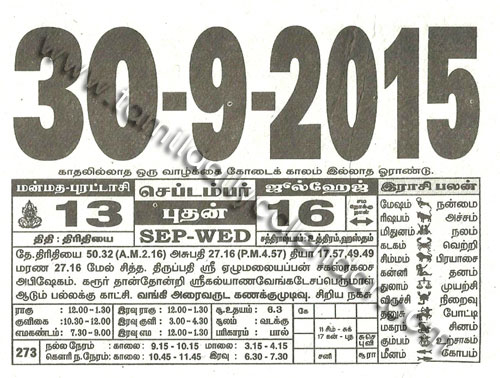 30-9-2015
காதலில்லாத ஒரு வாழ்க்கை கோடைக் காலம் இல்லாத ஓராண்டு.
மன்மத-புரட்டாசி
13
திதி : திரிதியை
செப்டம்பர்
புதன்
SEP-WED
ஜூல்ஹேஜ்
16
சந்திராஷ்டமம் உத்திரம்,ஹஸ்தம்
இராசி பலன்
மேஷம் நன்மை
ரிஷபம் அச்சம்
மிதுனம் நலம்
கடகம் வெற்றி
சிம்மம் பிரயாசை
கன்னி தனம்
துலாம் முயற்சி
நிறைவு
தனுசு போட்டி
மகரம் சினம்
கும்பம் உற்சாகம்
மீனம் கோபம்
தே.திரிதியை 50.32 (A.M.2.16) அசுபதி 27.16 (P.M.4.57) தியா 27,49.49
மரண 27.16 மேல் சித்த. திருப்பதி ஸ்ரீ ஏழுமலையப்பன் சகஸ்ரகலச
அபிஷேகம். கரூர் தான்தோன்றி ஸ்ரீகல்யாணவேங்கடேசப்பெருமாள்
ஆடும் பல்லக்கு காட்சி. வங்கி அரைவருட கணக்குமுடிவு. சிறிய நகசு
ராகு : 12.00 -1.30 இரவு ராகு : 12.00 - 1.30 சூ.உதயம் : 6.3
குளிகை :10.30 -12.00 இரவு குளிகை : 3.00 - 4.30 சூலம் : வடக்கு
எமகண்டம் : 7.30 - 9.00 இரவு எம : 3.00 - 4.30 பரிகாரம் : பால்
273 நல்ல நேரம் : காலை : 9.15 - 10.15 மாலை : 3.15 - 4.15
கௌரி ந.நேரம் : காலை : 10.45 - 11.45 இரவு : 6.30 - 7.30
கே
11 சிம் - சுக்
17 கன் - புத
சனி
சூ ரா
www.tamildailycalendar.com